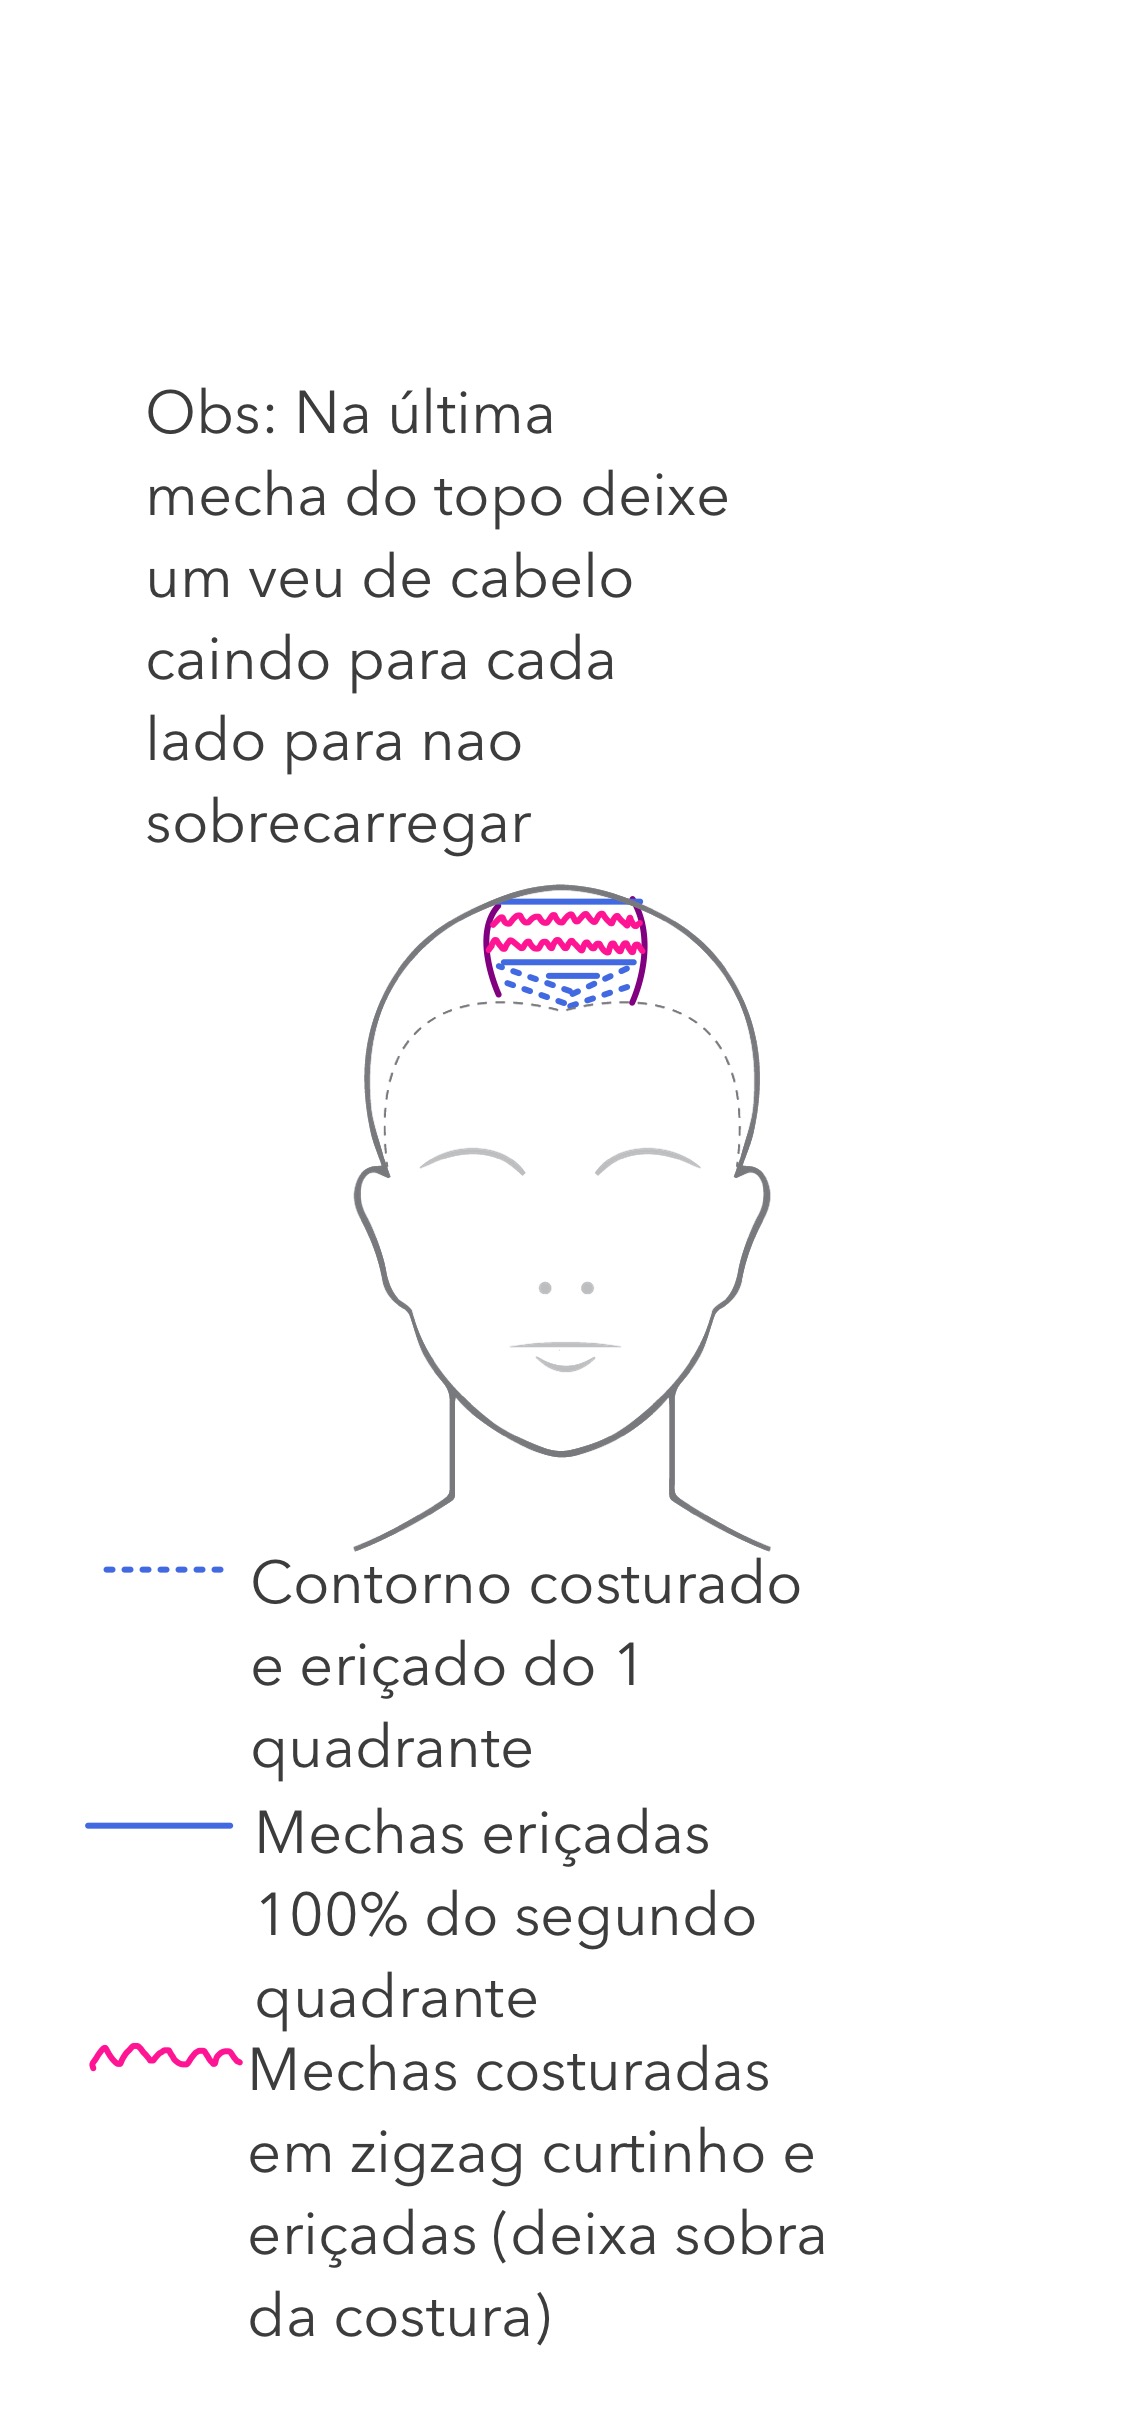 Obs: Na última
mecha do topo deixe
um veu de cabelo
caindo para cada
lado para nao
sobrecarregar
Contorno costurado
e eriçado do 1
quadrante
Mechas eriçadas
100% do segundo
quadrante
Mechas costuradas
em zigzag curtinho e
eriçadas (deixa sobra
da costura)